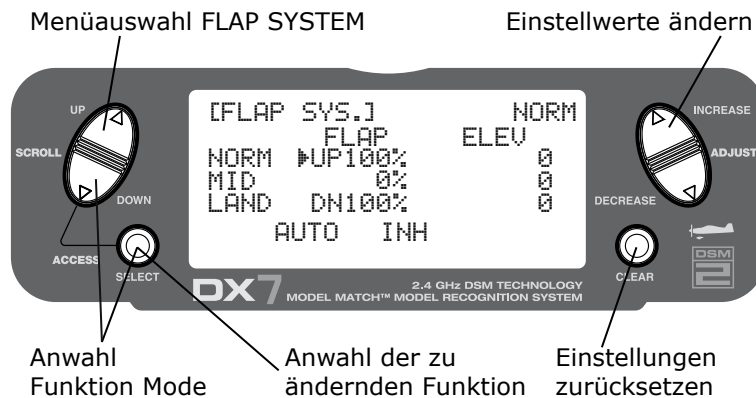 Menüauswahl FLAP SYSTEM
Einstellwerte ändern
UP
SCROLL
DOWN
ACCESS
SELECT
[FLAP SYS.] NORM
FLAP ELEV
NORM UP100% 0
MID 0% 0
LAND DN100% 0
AUTO INH
INCREASE
ADJUST
DECREASE
CLEAR
DSM
2
DX7
2.4 GHz DSM TECHNOLOGY
MODEL MATCH™ MODEL RECOGNITION SYSTEM
Anwahl
Funktion Mode
Anwahl der zu
ändernden Funktion
Einstellungen
zurücksetzen